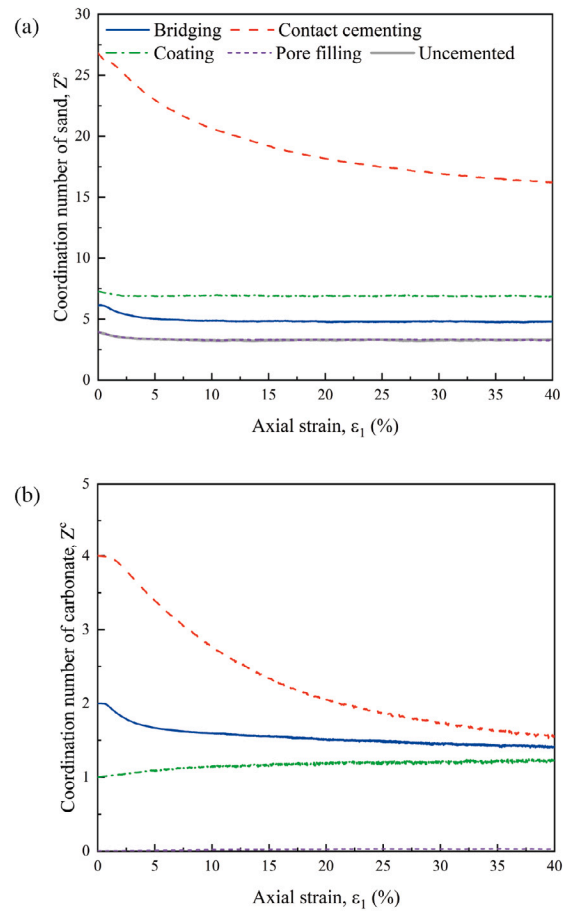 (a)
Bridging Contact cementing
Coating Pore filling Uncemented
Coordination number of sand, Zˢ
30
25
20
15
10
5
0
0 5 10 15 20 25 30 35 40
Axial strain, ε₁ (%)
(b)
Coordination number of carbonate, Zᶜ
5
4
3
2
1
0
0 5 10 15 20 25 30 35 40
Axial strain, ε₁ (%)